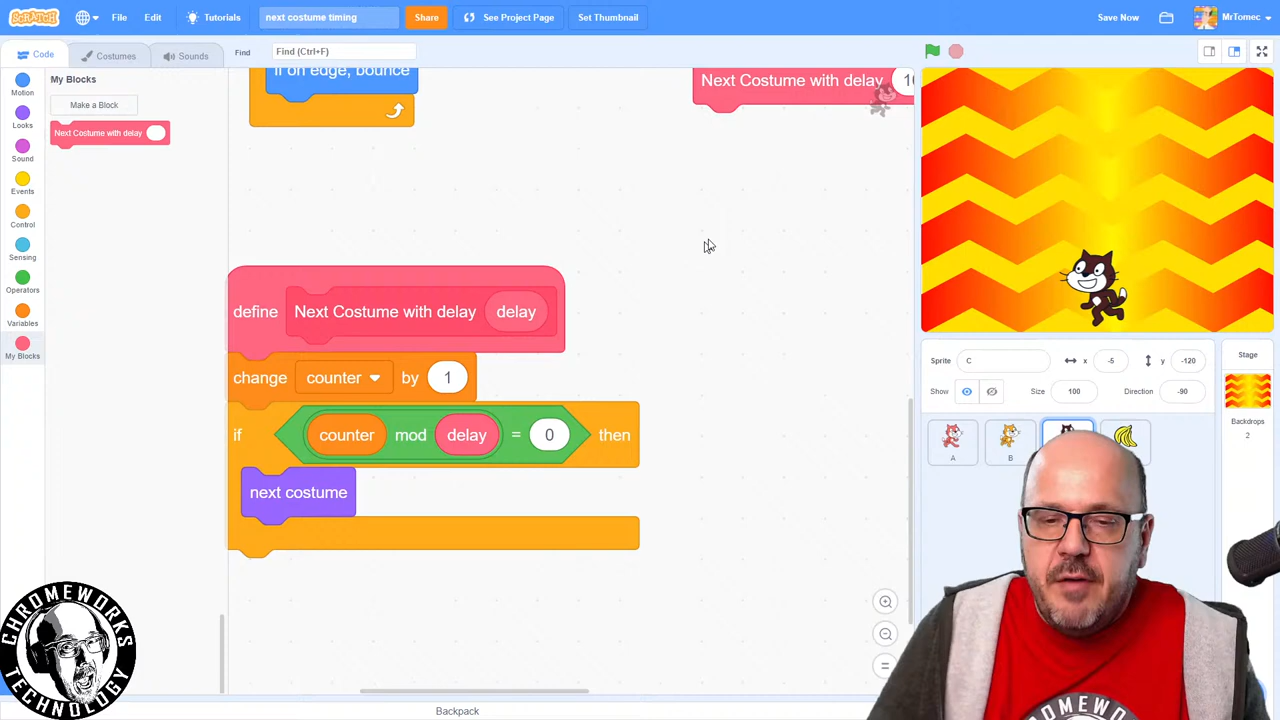 SCRATCH
File
Edit
Tutorials
next costume timing
Share
See Project Page
Set Thumbnail
Save Now
MrTomec
Code
Costumes
Sounds
Find
Find (Ctrl+F)
Motion
Looks
Sound
Events
Control
Sensing
Operators
Variables
My Blocks
My Blocks
Make a Block
Next Costume with delay
if on edge, bounce
Next Costume with delay
define Next Costume with delay delay
change counter by 1
if counter mod delay = 0 then
next costume
Backpack
Sprite C x -5 y -120
Show Size 100 Direction -90
A
B
Stage
Backdrops
2
CHROMEWORKS
TECHNOLOGY